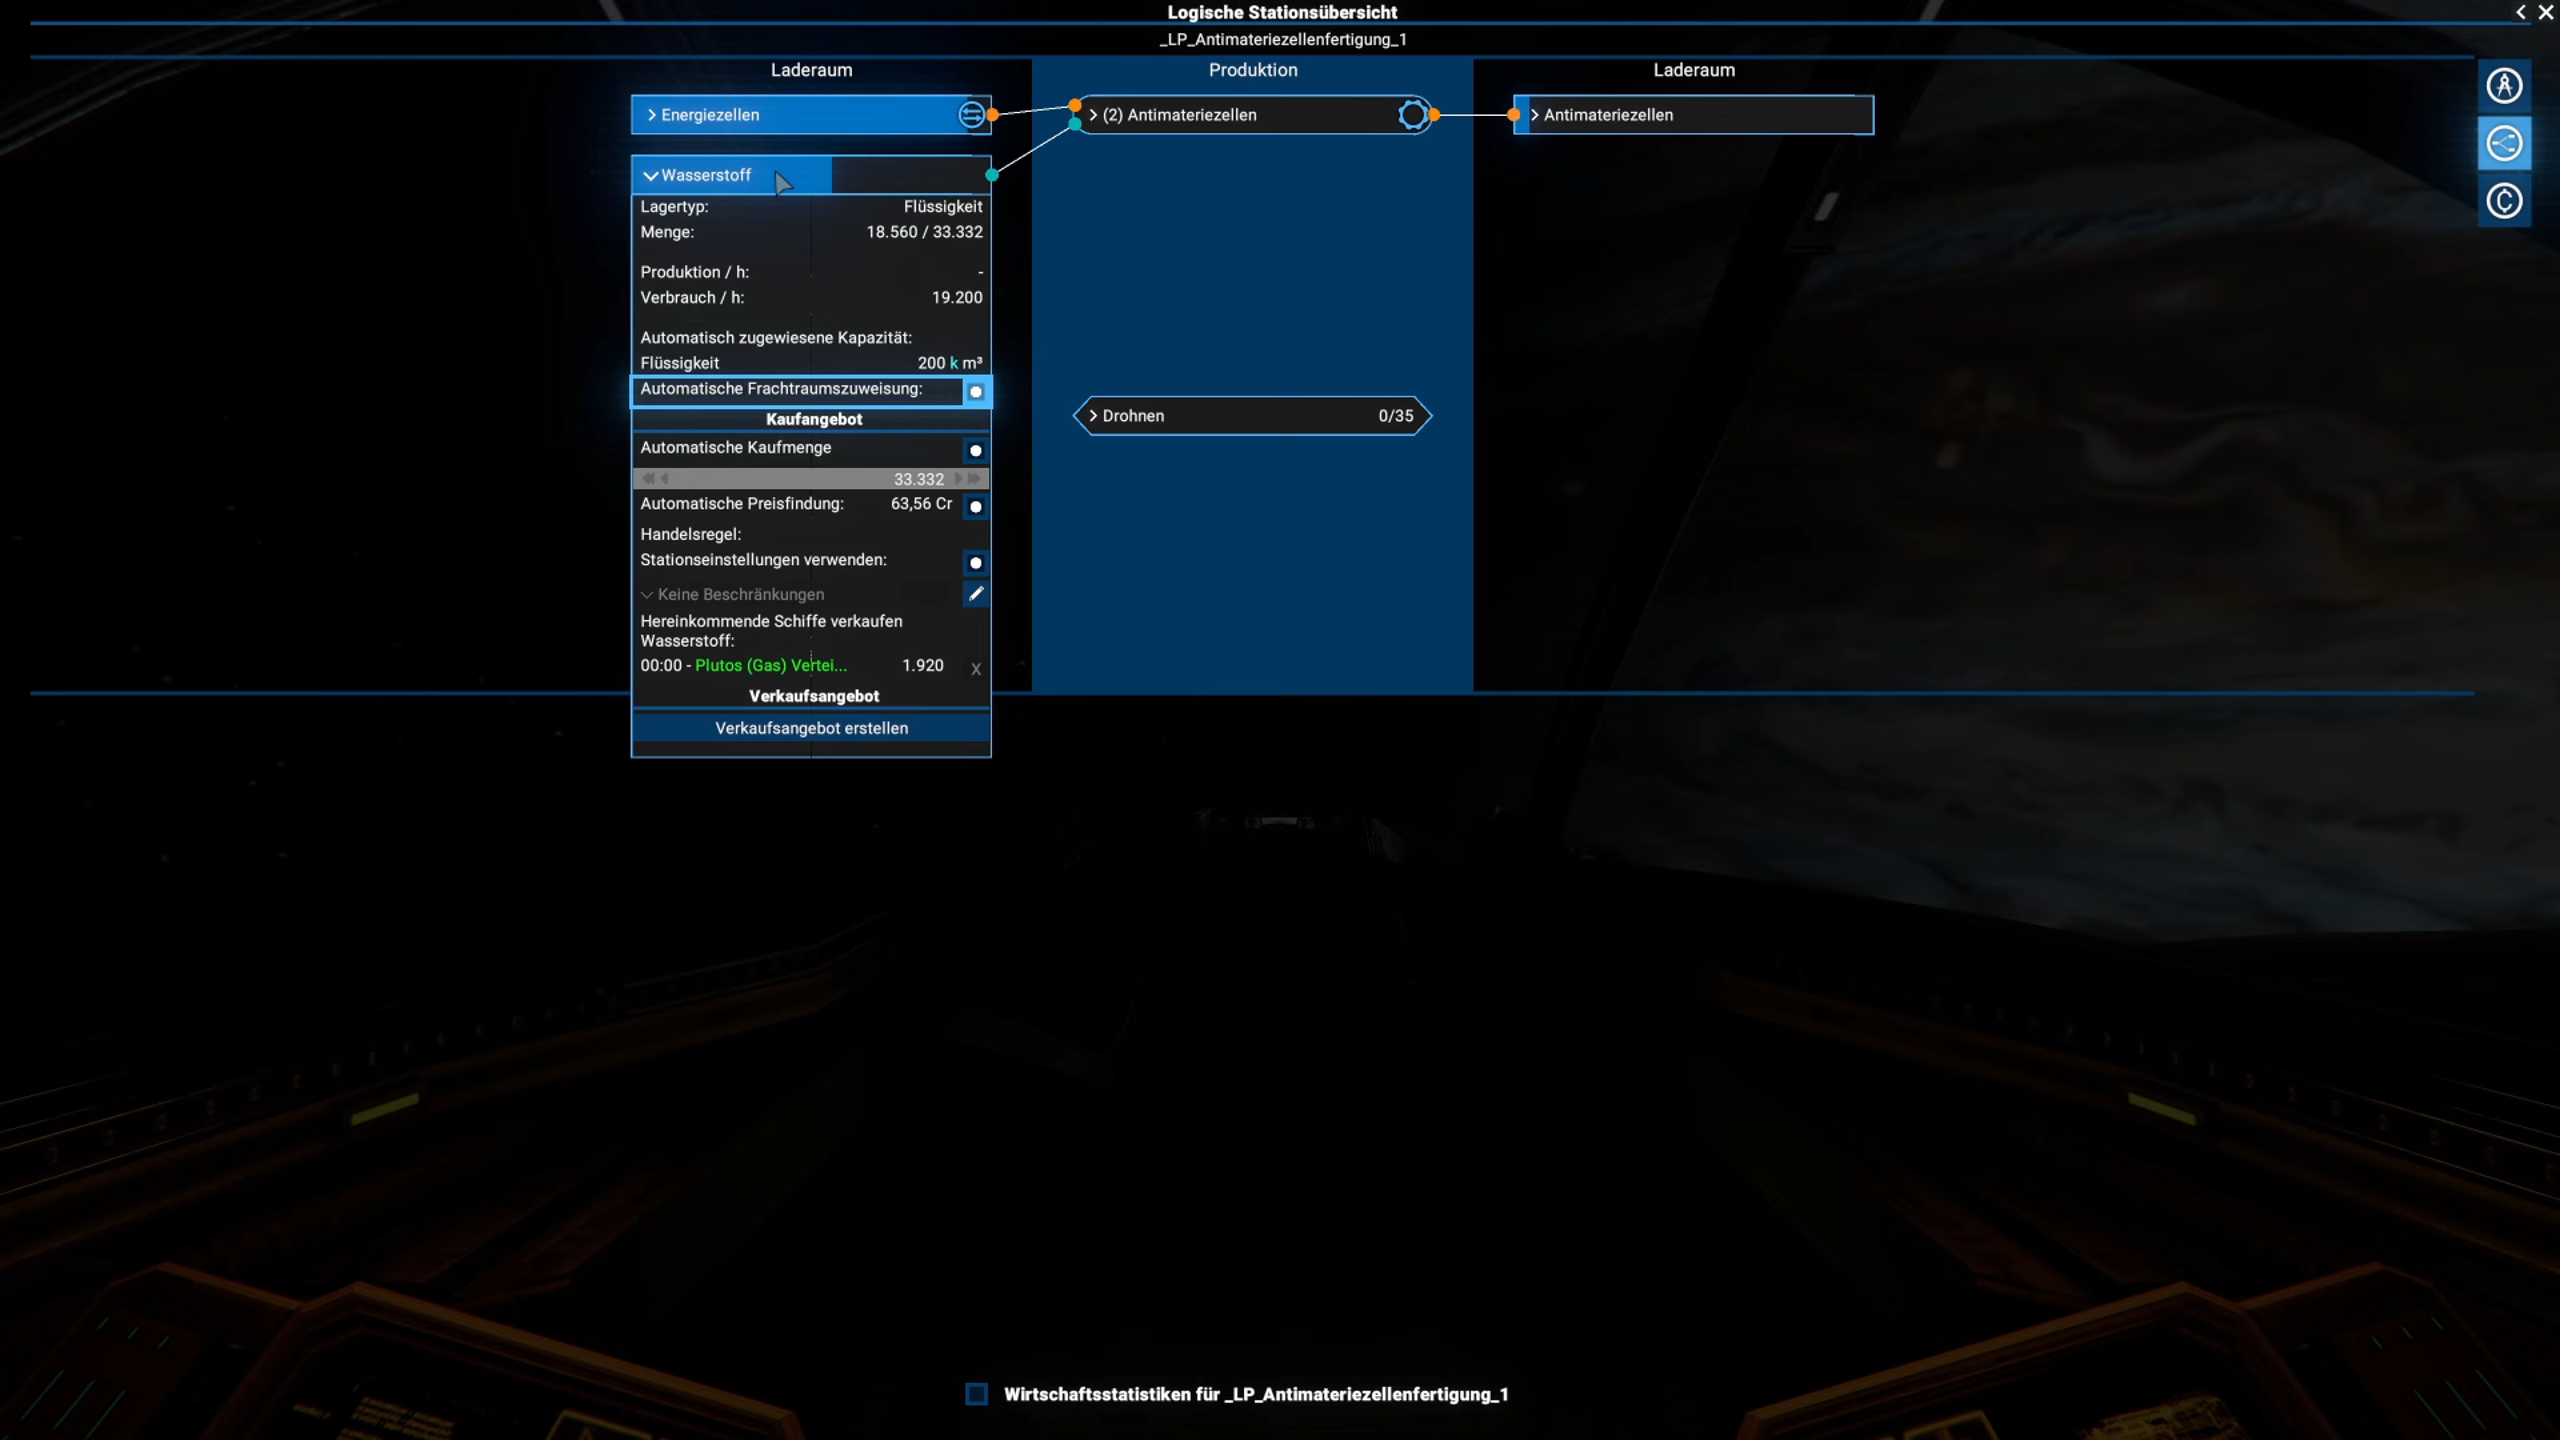 Logische Stationsübersicht
_LP_Antimateriezellenfertigung_1
Laderaum
Produktion
Laderaum
Energiezellen
(2) Antimateriezellen
Antimateriezellen
Wasserstoff
Lagertyp: Flüssigkeit
Menge: 18.560 / 33.332
Produktion / h: -
Verbrauch / h: 19.200
Automatisch zugewiesene Kapazität:
Flüssigkeit 200 k m³
Automatische Frachtraumszuweisung:
Kaufangebot
Automatische Kaufmenge
33.332
Automatische Preisfindung: 63,56 Cr
Handelsregel:
Stationseinstellungen verwenden:
Keine Beschränkungen
Hereinkommende Schiffe verkaufen
Wasserstoff:
00:00 - Plutos (Gas) Vertei... 1.920 X
Verkaufsangebot
Verkaufsangebot erstellen
Drohnen 0/35
Wirtschaftsstatistiken für _LP_Antimateriezellenfertigung_1